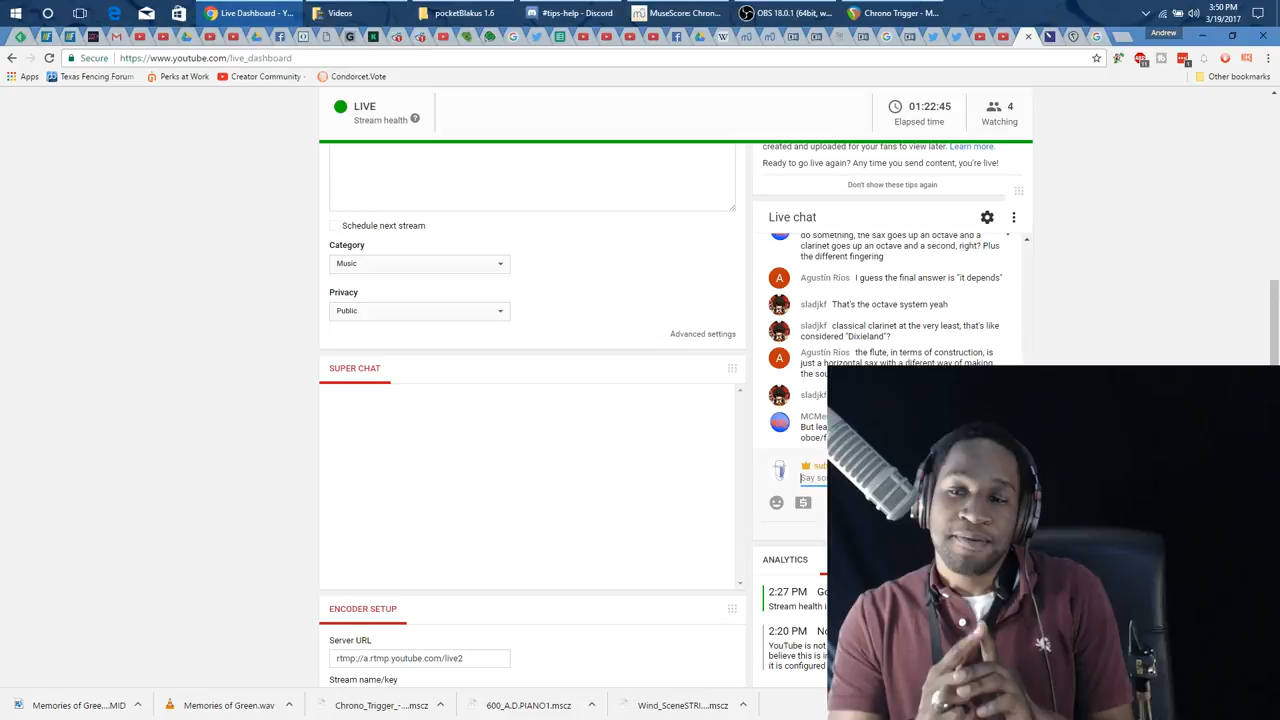 Live Dashboard - Y...
Videos
pocketBlakus 1.6
#tips-help - Discord
MuseScore: Chron...
OBS 18.0.1 (64bit, w...
Chrono Trigger - M...
3:50 PM
3/19/2017
Andrew
Secure
https://www.youtube.com/live_dashboard
Apps
Texas Fencing Forum
Perks at Work
Creator Community -
Condorcet.Vote
Other bookmarks
LIVE
Stream health
01:22:45
Elapsed time
4
Watching
created and uploaded for your fans to view later. Learn more.
Ready to go live again? Any time you send content, you're live!
Don't show these tips again
Schedule next stream
Category
Music
Privacy
Public
Advanced settings
Live chat
do something, the sax goes up an octave and a
clarinet goes up an octave and a second, right? Plus
the different fingering
A
Agustín Ríos I guess the final answer is "it depends"
sladjkf That's the octave system yeah
sladjkf classical clarinet at the very least, that's like
considered "Dixieland"?
A
Agustín Ríos the flute, in terms of construction, is
just a horizontal sax with a diferent way of making
the sou
sladjkf
MCMe
But lea
oboe/f
sub
Say so
SUPER CHAT
ENCODER SETUP
Server URL
rtmp://a.rtmp.youtube.com/live2
Stream name/key
ANALYTICS
2:27 PM Go
Stream health i
2:20 PM No
YouTube is not
believe this is i
it is configured
Memories of Gree....MID
Memories of Green.wav
Chrono_Trigger_-....mscz
600_A.D.PIANO1.mscz
Wind_SceneSTRI....mscz